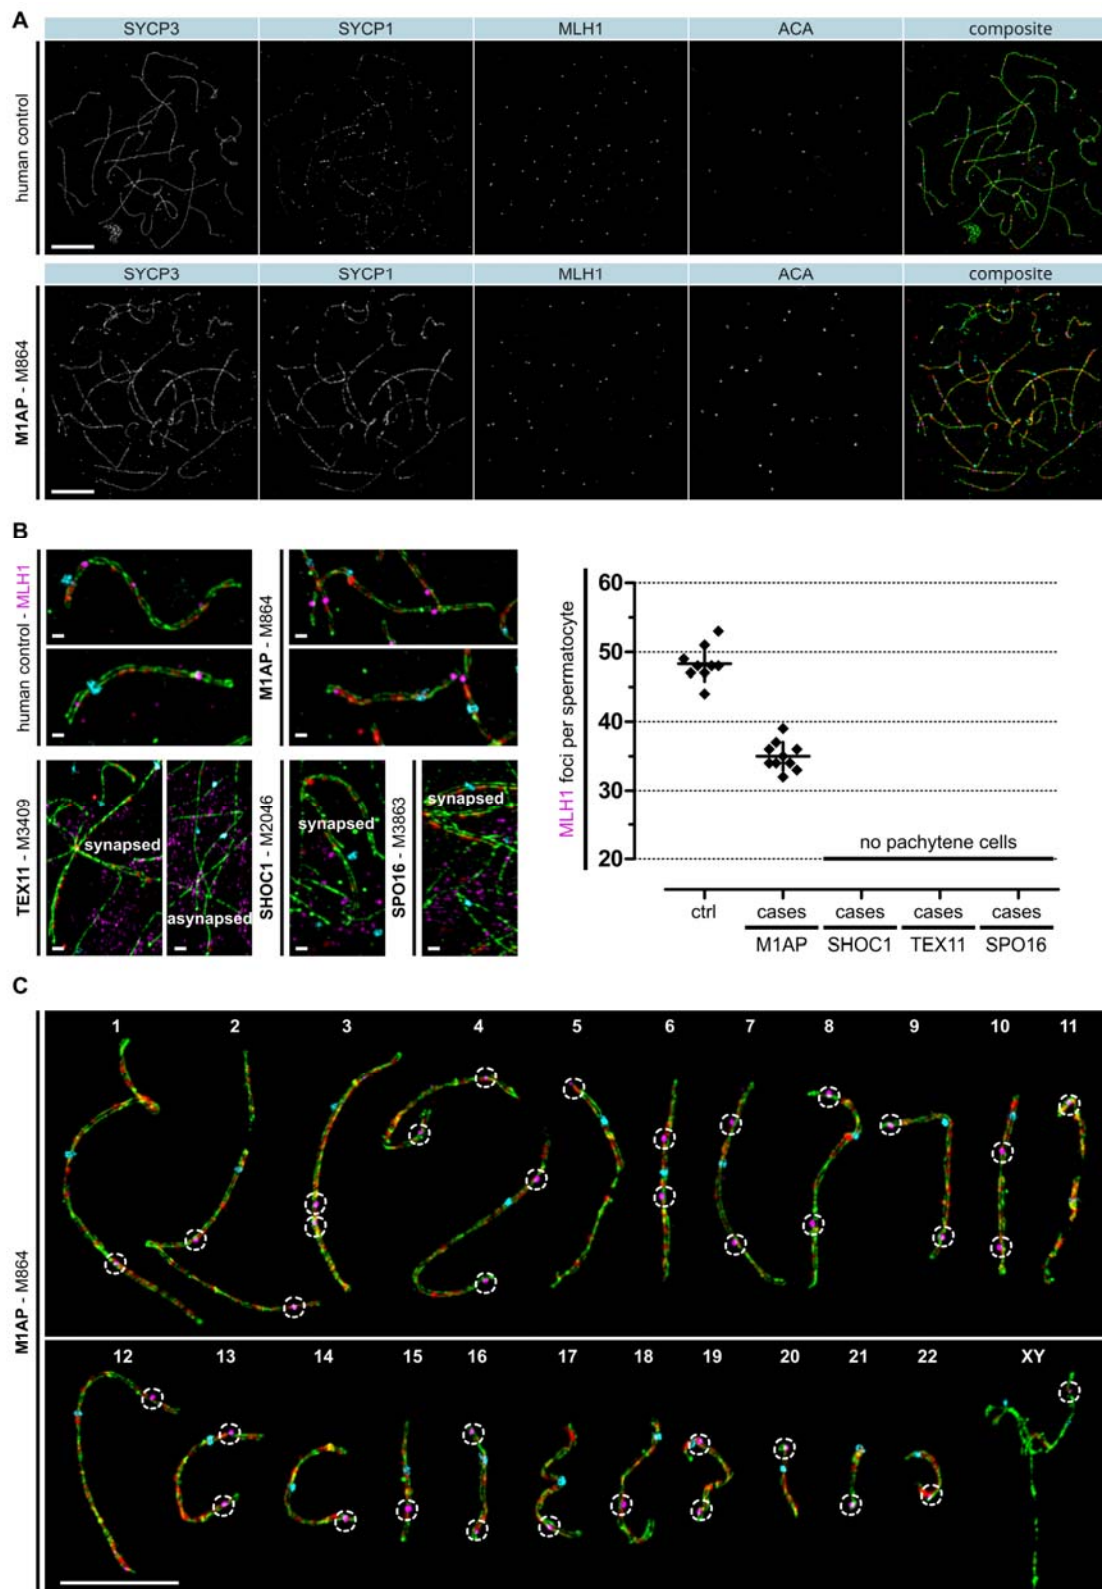 A
SYCP3 SYCP1 MLH1 ACA composite
human control
SYCP3 SYCP1 MLH1 ACA composite
M1AP - M864
B
human control - MLH1
M1AP - M864
TEX11 - M3409
synapsed
asynapsed
SHOC1 - M2046
synapsed
SPO16 - M3863
synapsed
MLH1 foci per spermatocyte
60
50
40
30
20
no pachytene cells
ctrl cases cases cases cases
M1AP SHOC1 TEX11 SPO16
C
M1AP - M864
1 2 3 4 5 6 7 8 9 10 11
12 13 14 15 16 17 18 19 20 21 22 XY